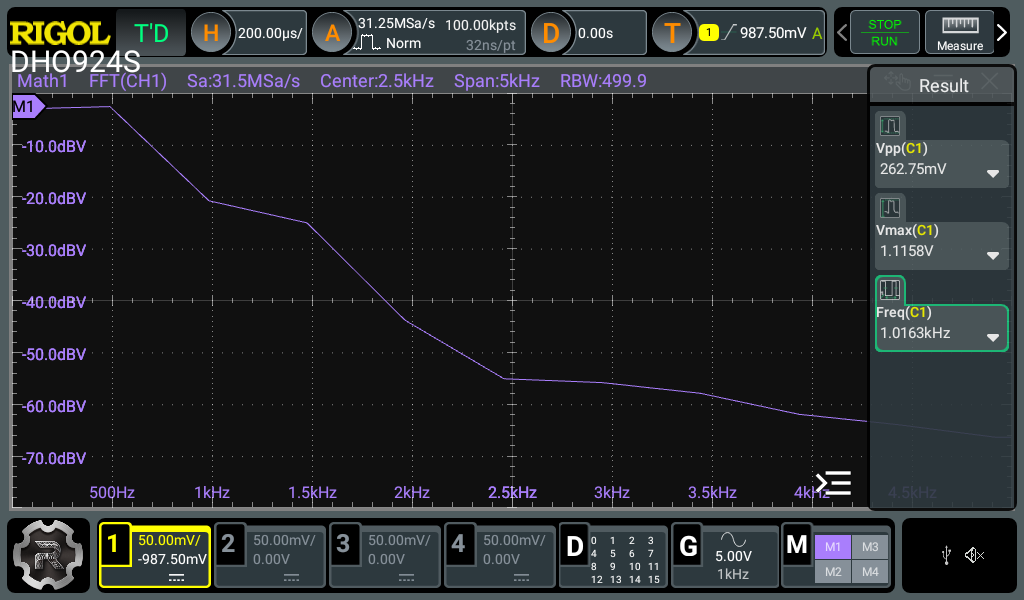 RIGOL T'D H 200.00µs/ A 31.25MSa/s 100.00kpts D 0.00s T 1 987.50mV A STOP
Norm 32ns/pt RUN Measure
DHO924S
Math1 FFT(CH1) Sa:31.5MSa/s Center:2.5kHz Span:5kHz RBW:499.9 Result
M1
-10.0dBV
-20.0dBV
-30.0dBV
-40.0dBV
-50.0dBV
-60.0dBV
-70.0dBV
500Hz 1kHz 1.5kHz 2kHz 2.5kHz 3kHz 3.5kHz 4kHz 4.5kHz
Vpp(C1)
262.75mV
Vmax(C1)
1.1158V
Freq(C1)
1.0163kHz
1 50.00mV/ 2 50.00mV/ 3 50.00mV/ 4 50.00mV/ D 0 1 2 3 G M M1 M3
-987.50mV 0.00V 0.00V 0.00V 4 5 6 7 5.00V M2 M4
8 9 10 11 1kHz
12 13 14 15